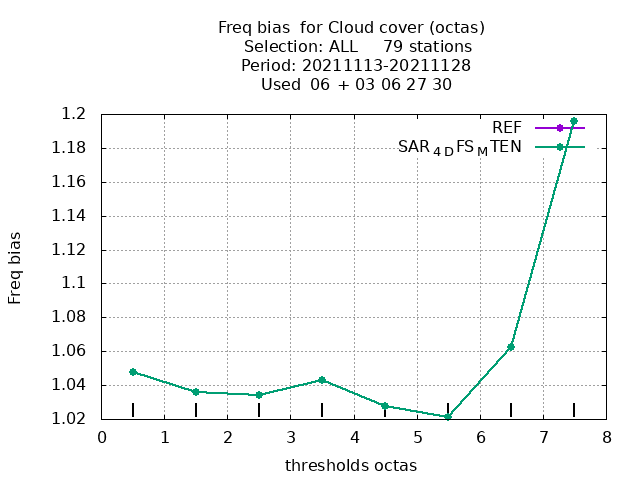 Freq bias  for Cloud cover (octas)
Selection: ALL     79 stations
Period: 20211113-20211128
Used  06  + 03 06 27 30
1.2
REF
1.18
SAR4DFSMTEN
1.16
1.14
1.12
1.1
Freq bias
1.08
1.06
1.04
1.02
0 1 2 3 4 5 6 7 8
thresholds octas